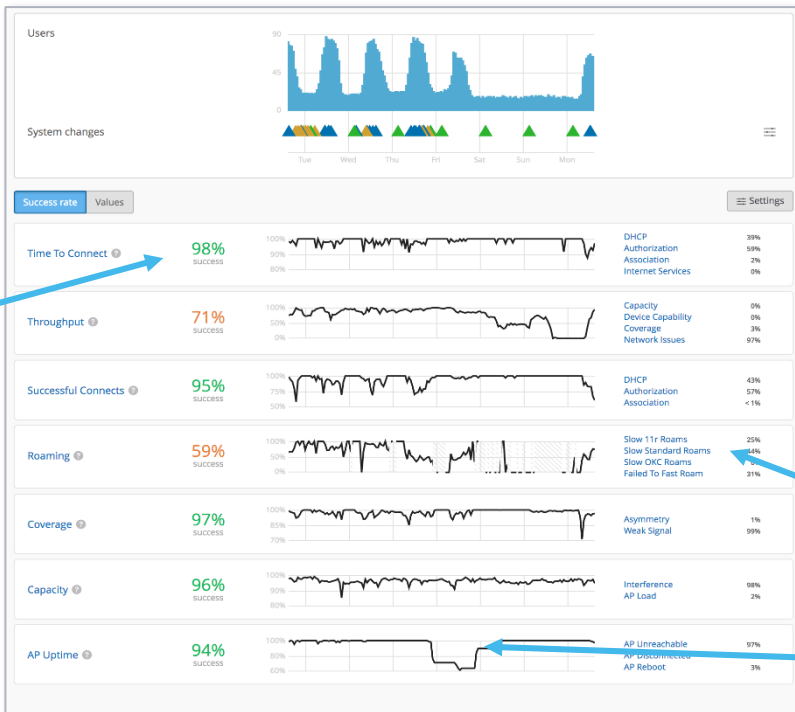 Users
90
45
0
System changes
Tue Wed Thu Fri Sat Sun Mon
Success rate Values Settings
Time To Connect ?
98%
success
100%
90%
80%
DHCP 39%
Authorization 59%
Association 2%
Internet Services 0%
Throughput ?
71%
success
100%
50%
0%
Capacity 0%
Device Capability 0%
Coverage 3%
Network Issues 97%
Successful Connects ?
95%
success
100%
75%
50%
DHCP 43%
Authorization 57%
Association <1%
Roaming ?
59%
success
100%
50%
0%
Slow 11r Roams 25%
Slow Standard Roams
Slow OKC Roams
Failed To Fast Roam 31%
Coverage ?
97%
success
100%
85%
70%
Asymmetry 1%
Weak Signal 99%
Capacity ?
96%
success
100%
90%
80%
Interference 98%
AP Load 2%
AP Uptime ?
94%
success
100%
80%
60%
AP Unreachable 97%
AP Disconnected
AP Reboot 3%